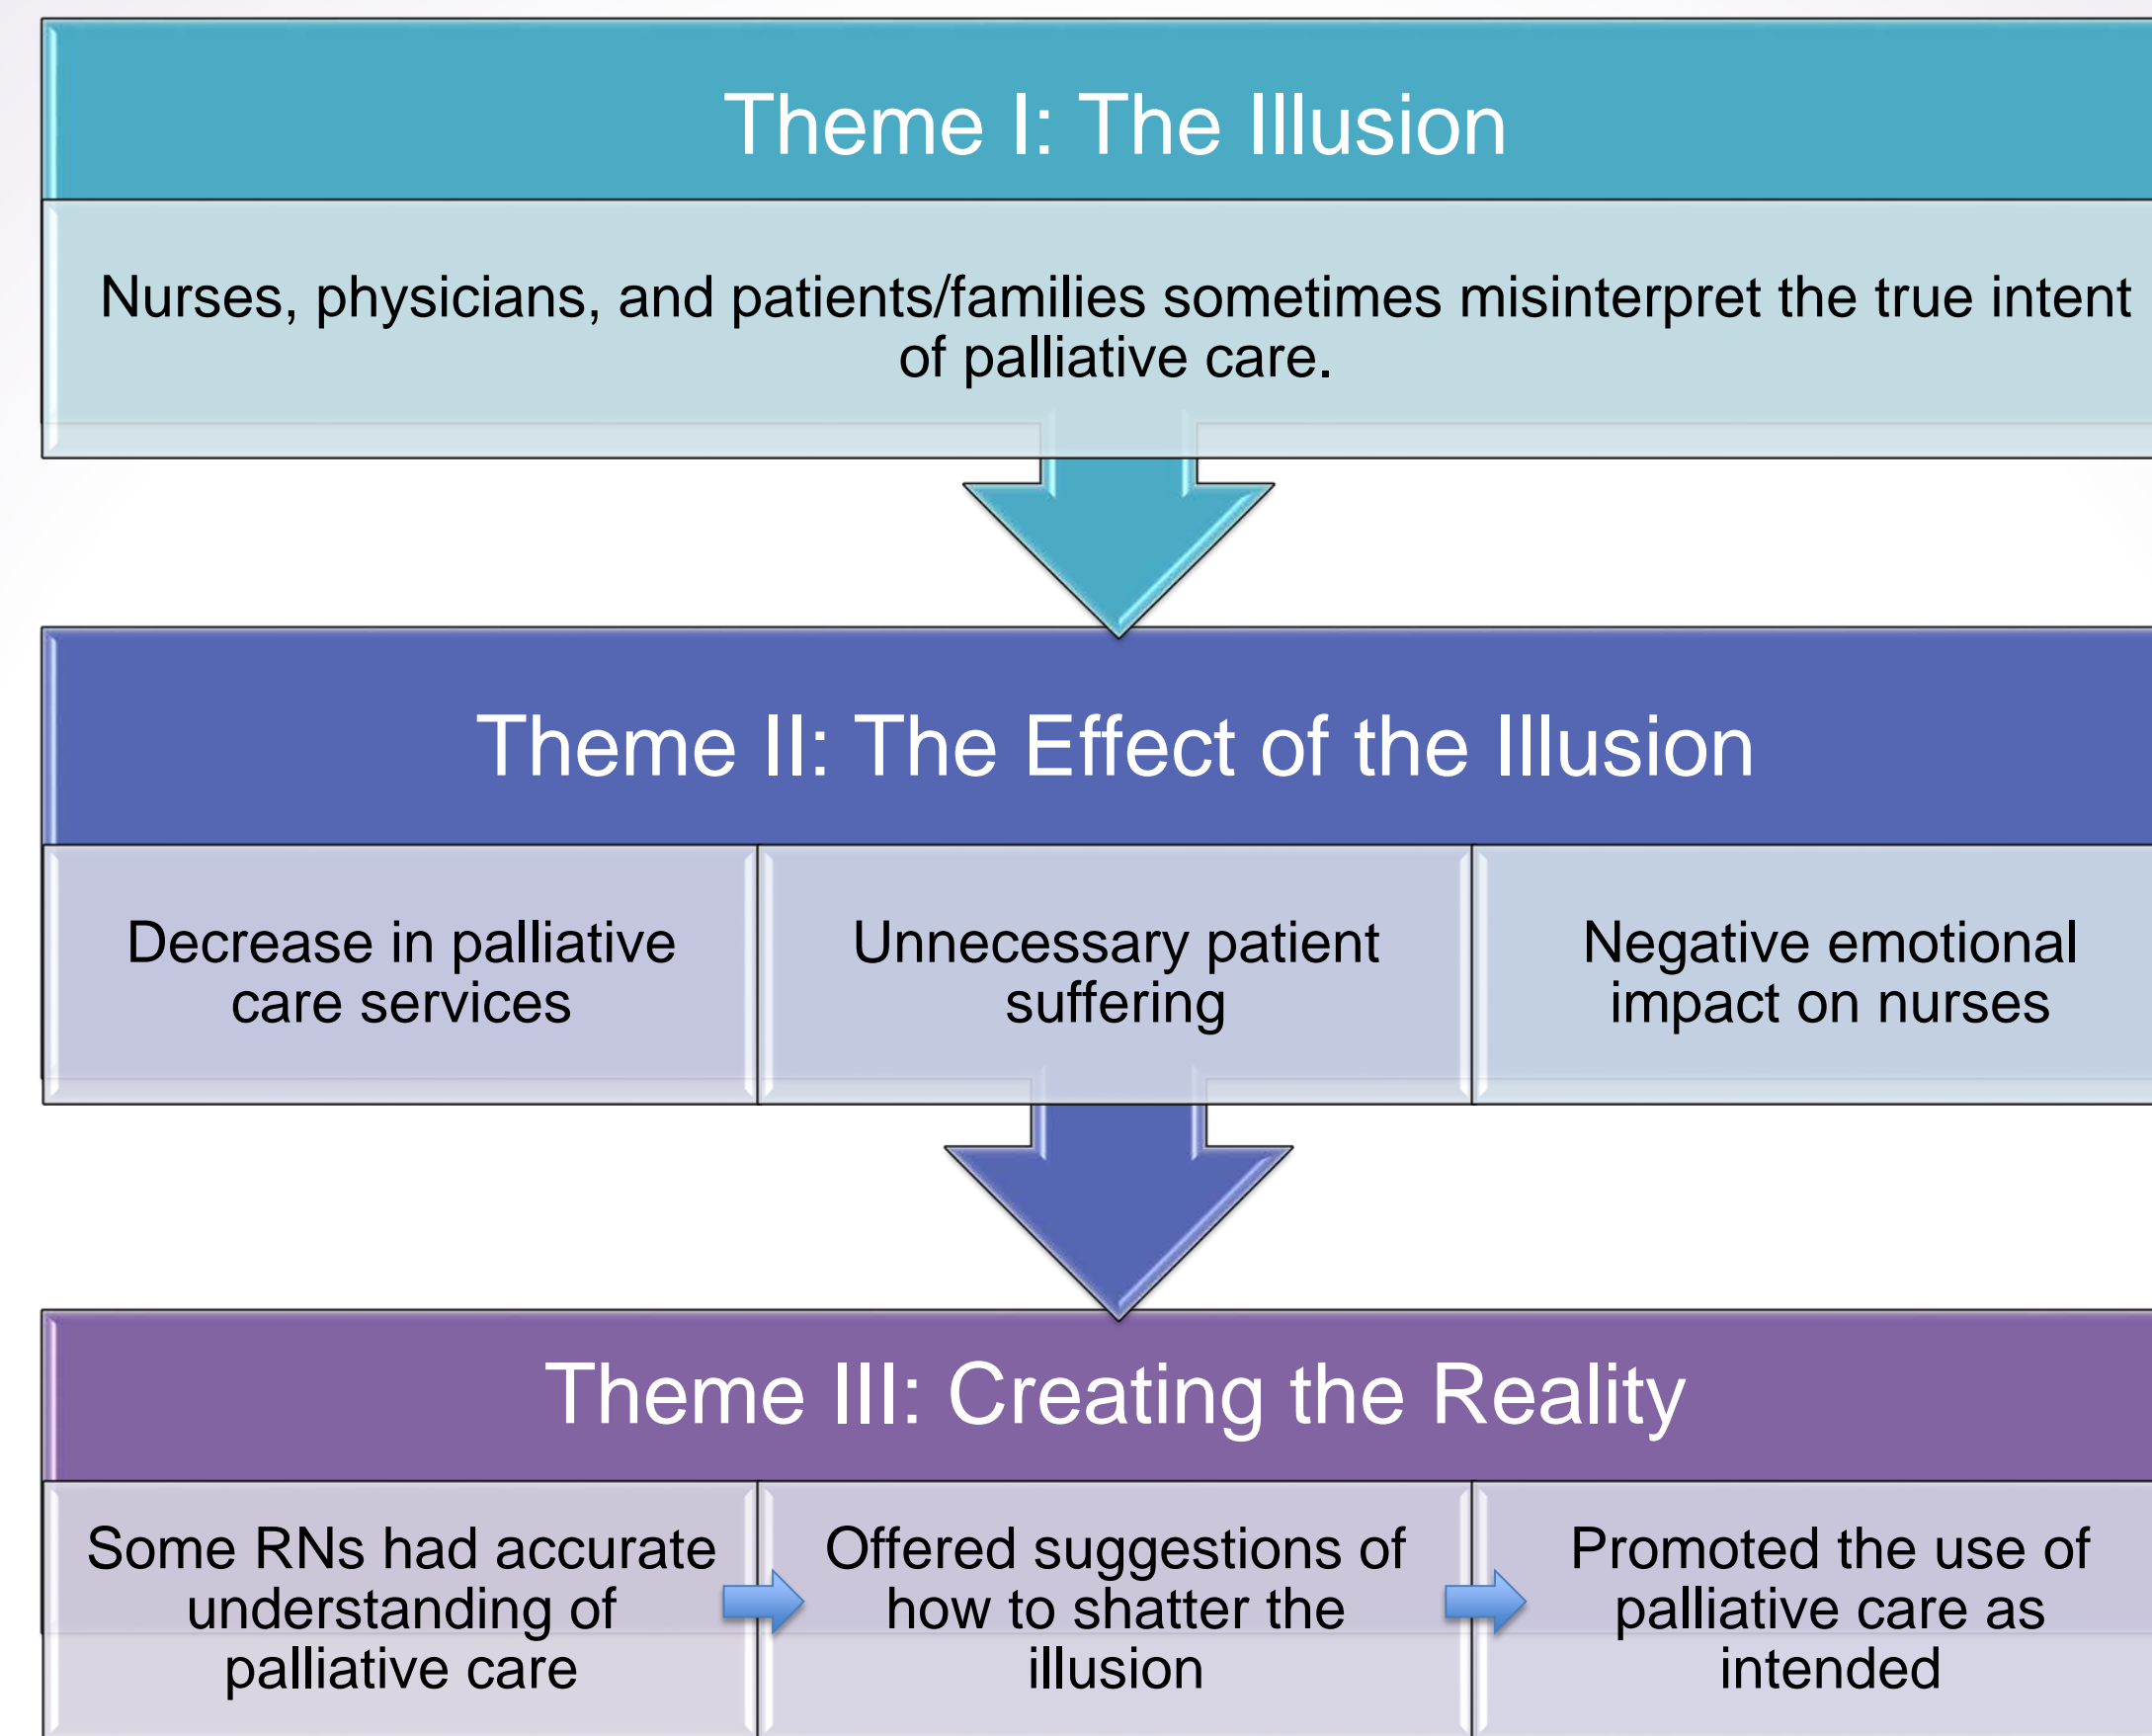 Theme I: The Illusion
Nurses, physicians, and patients/families sometimes misinterpret the true intent
of palliative care.
Theme II: The Effect of the Illusion
Decrease in palliative
care services
Unnecessary patient
suffering
Negative emotional
impact on nurses
Theme III: Creating the Reality
Some RNs had accurate
understanding of
palliative care
Offered suggestions of
how to shatter the
illusion
Promoted the use of
palliative care as
intended